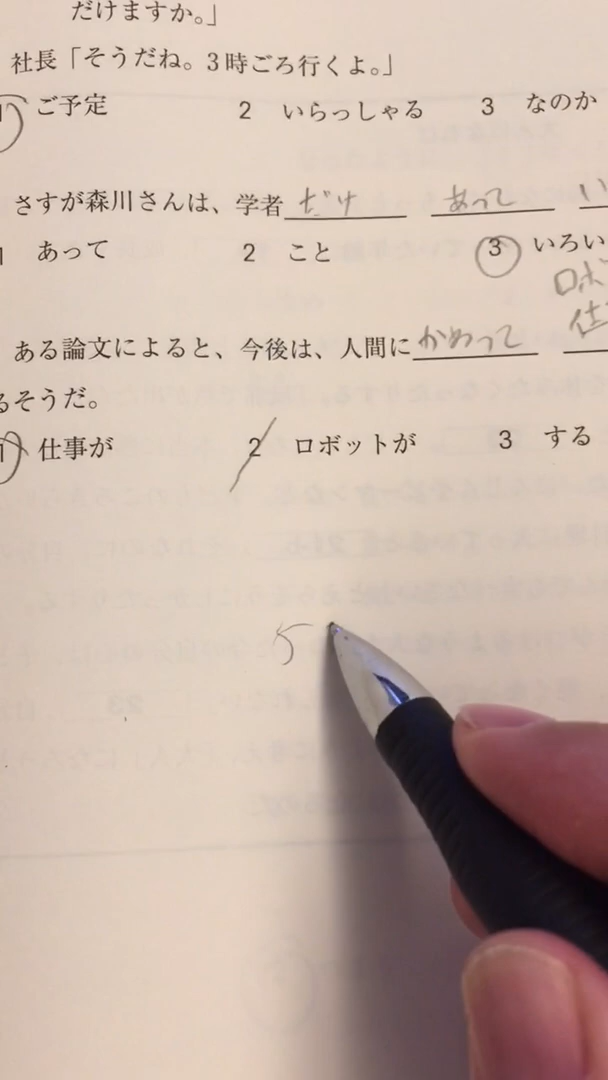 だけますか。」
社長「そうだね。3時ごろ行くよ。」
1 ご予定 2 いらっしゃる 3 なのか
さすが森川さんは、学者だけ あって い
1 あって 2 こと 3 いろい
ロボ
ある論文によると、今後は、人間にかわって 仕
るそうだ。
1 仕事が 2 ロボットが 3 する